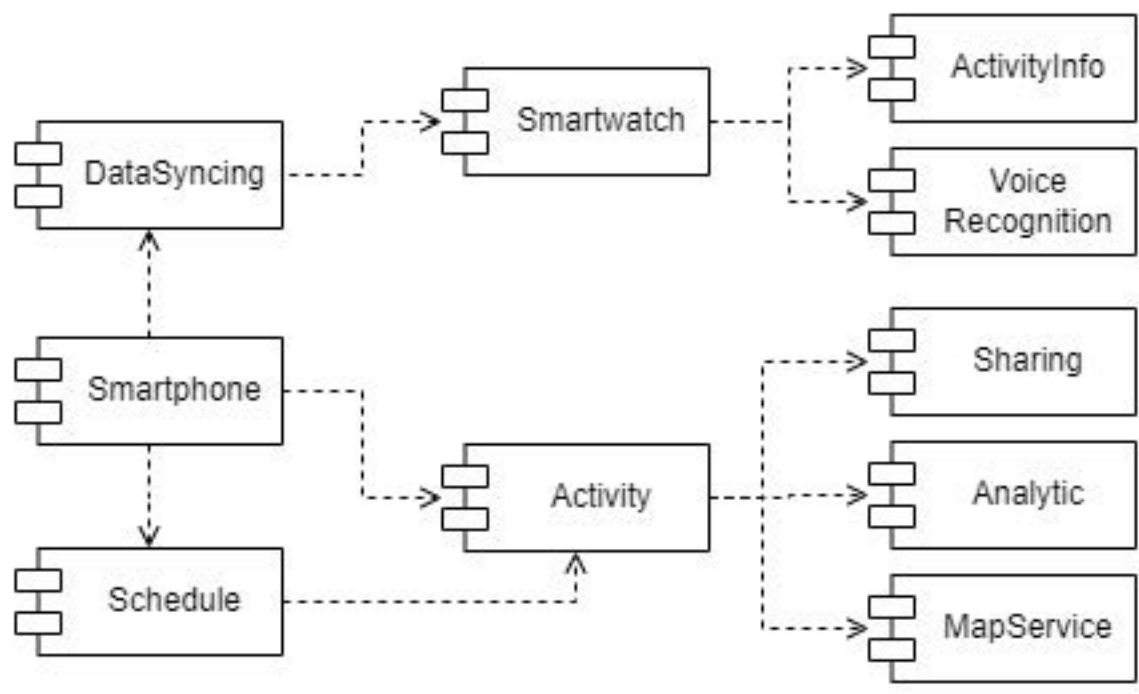 ActivityInfo
Smartwatch
DataSyncing
Voice
Recognition
Smartphone
Sharing
Activity
Analytic
Schedule
MapService